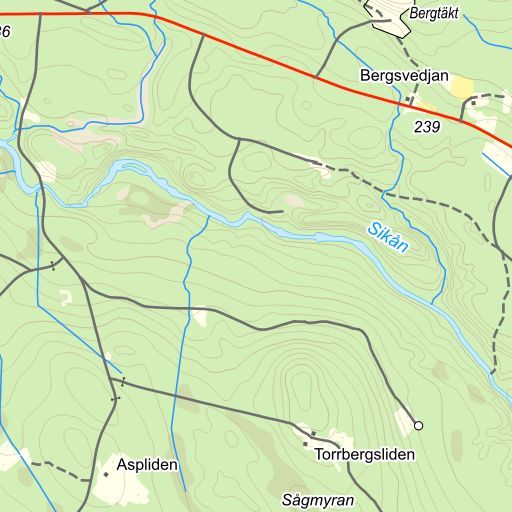 Bergtäkt
Bergsvedjan
239
Sikån
Aspliden
Torrbergsliden
Sågmyran